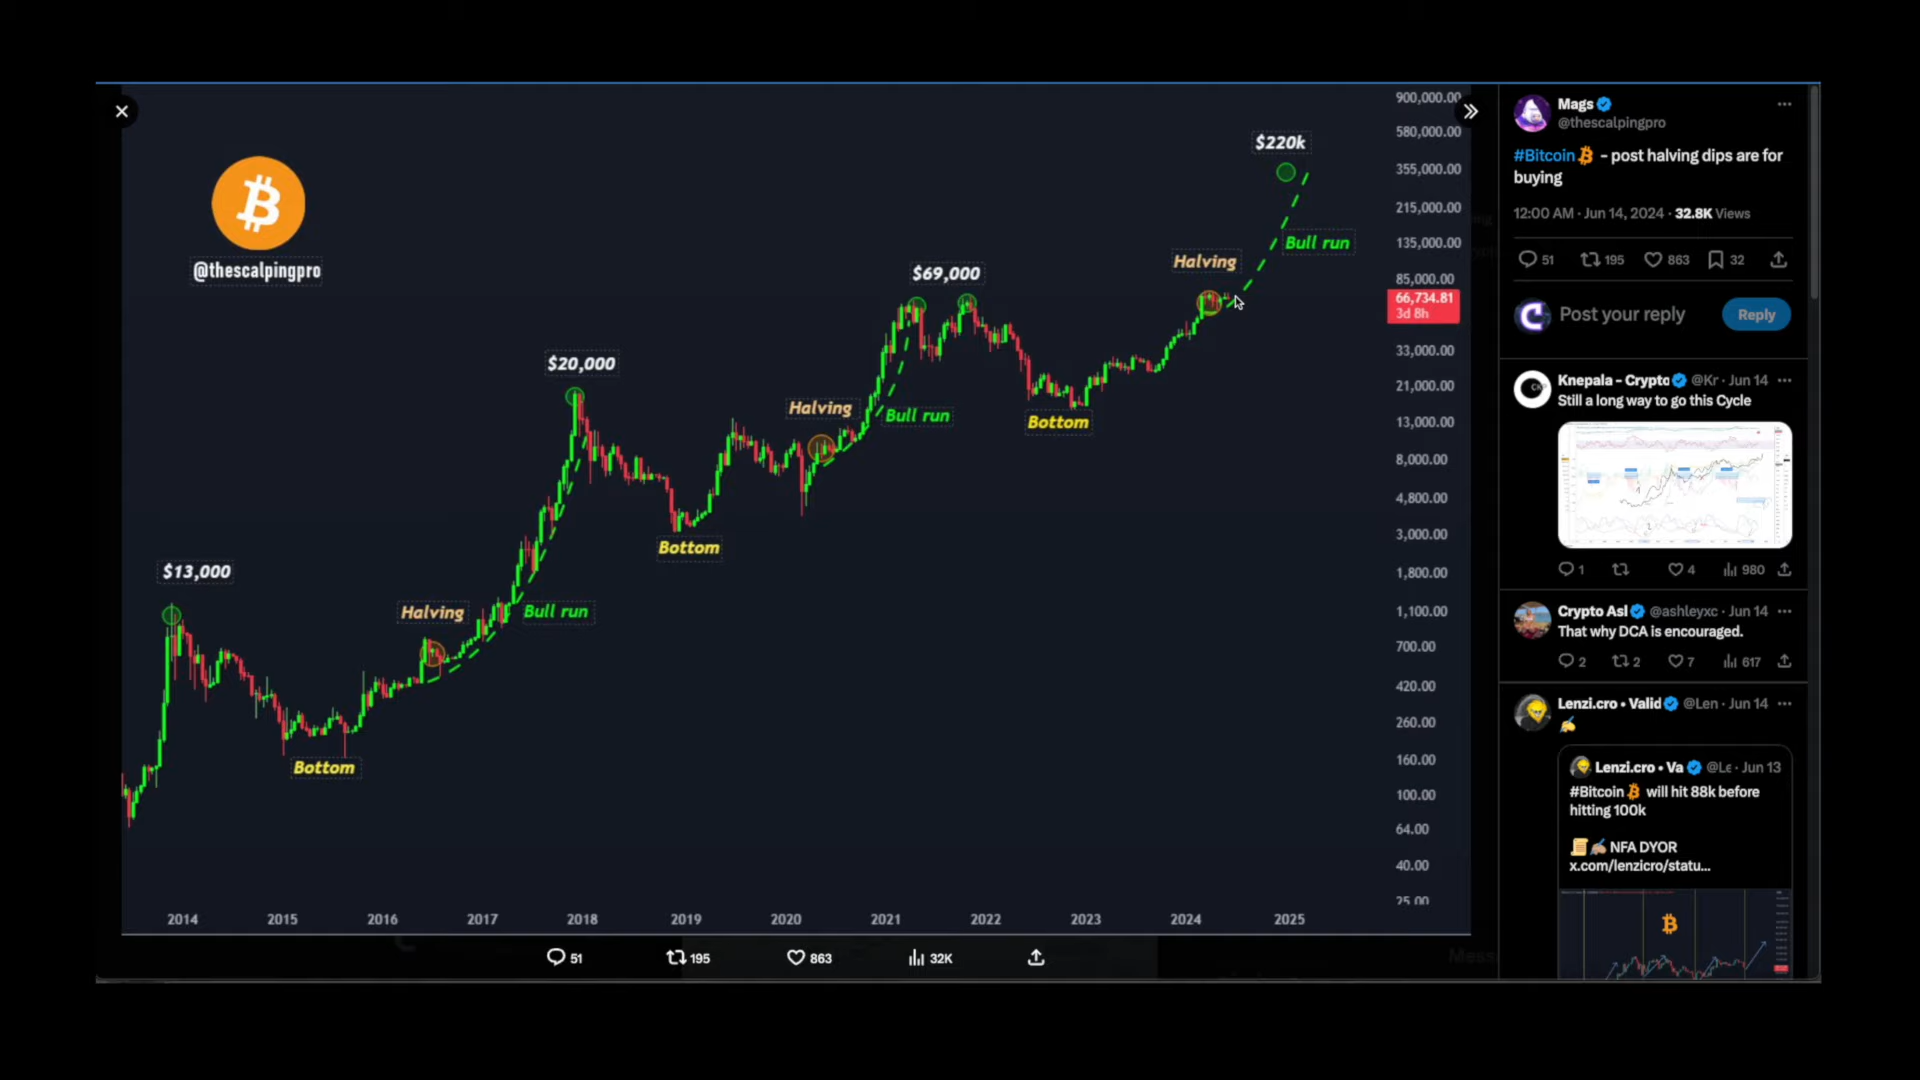 @thescalpingpro
$13,000
Bottom
Halving
Bull run
$20,000
Bottom
Halving
Bull run
$69,000
Bottom
Halving
Bull run
$220k
900,000.00
580,000.00
355,000.00
215,000.00
135,000.00
85,000.00
66,734.81
3d 8h
33,000.00
21,000.00
13,000.00
8,000.00
4,800.00
3,000.00
1,800.00
1,100.00
700.00
420.00
260.00
160.00
100.00
64.00
40.00
25.00
2014 2015 2016 2017 2018 2019 2020 2021 2022 2023 2024 2025
51 195 863 32K
Mags
@thescalpingpro
#Bitcoin - post halving dips are for
buying
12:00 AM · Jun 14, 2024 · 32.8K Views
51 195 863 32
Post your reply Reply
Knepala - Crypto @Kr · Jun 14
Still a long way to go this Cycle
1 4 980
Crypto Asl @ashleyxc · Jun 14
That why DCA is encouraged.
2 2 7 617
Lenzi.cro • Valid @Len · Jun 14
Lenzi.cro • Va @Le · Jun 13
#Bitcoin will hit 88k before
hitting 100k
NFA DYOR
x.com/lenzicro/statu...